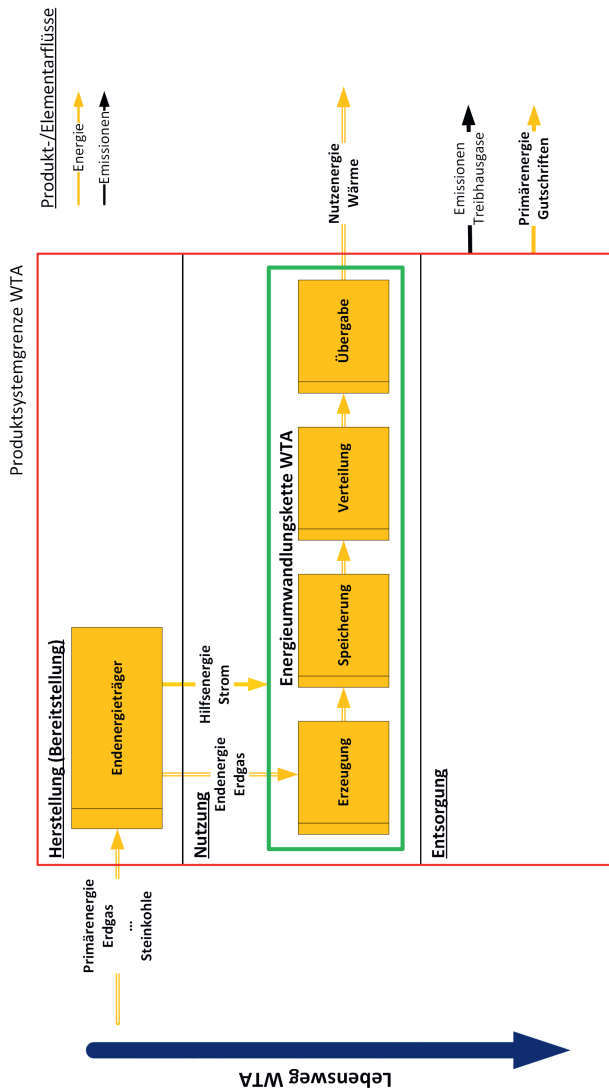 Produktsystemgrenze WTA
Produkt-/Elementarflüsse
Energie
Emissionen
Lebensweg WTA
Primärenergie
Erdgas
...
Steinkohle
Herstellung (Bereitstellung)
Endenergieträger
Endenergie
Erdgas
Hilfsenergie
Strom
Nutzung
Energieumwandlungskette WTA
Erzeugung
Speicherung
Verteilung
Übergabe
Nutzenergie
Wärme
Entsorgung
Emissionen
Treibhausgase
Primärenergie
Gutschriften